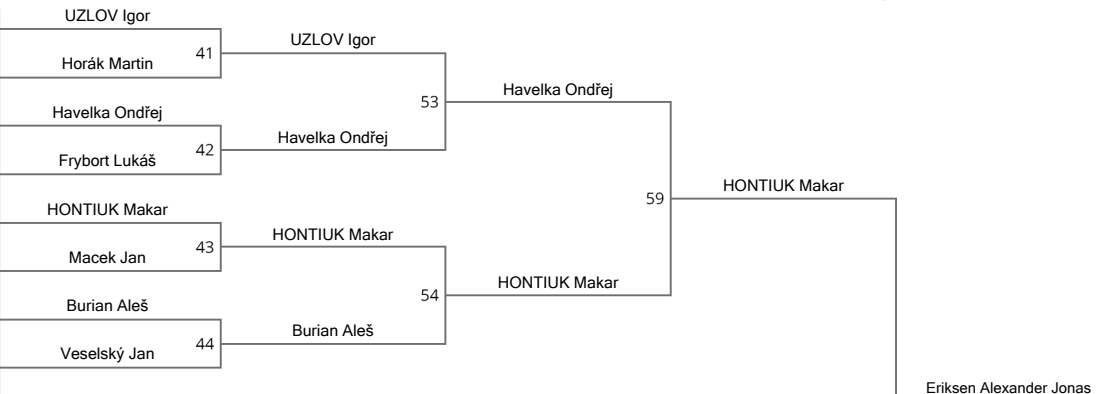 UZLOV Igor
41
UZLOV Igor
Horák Martin
53
Havelka Ondřej
Havelka Ondřej
42
Havelka Ondřej
Frybort Lukáš
59
HONTIUK Makar
HONTIUK Makar
43
HONTIUK Makar
Macek Jan
54
HONTIUK Makar
Burian Aleš
44
Burian Aleš
Veselský Jan
Eriksen Alexander Jonas